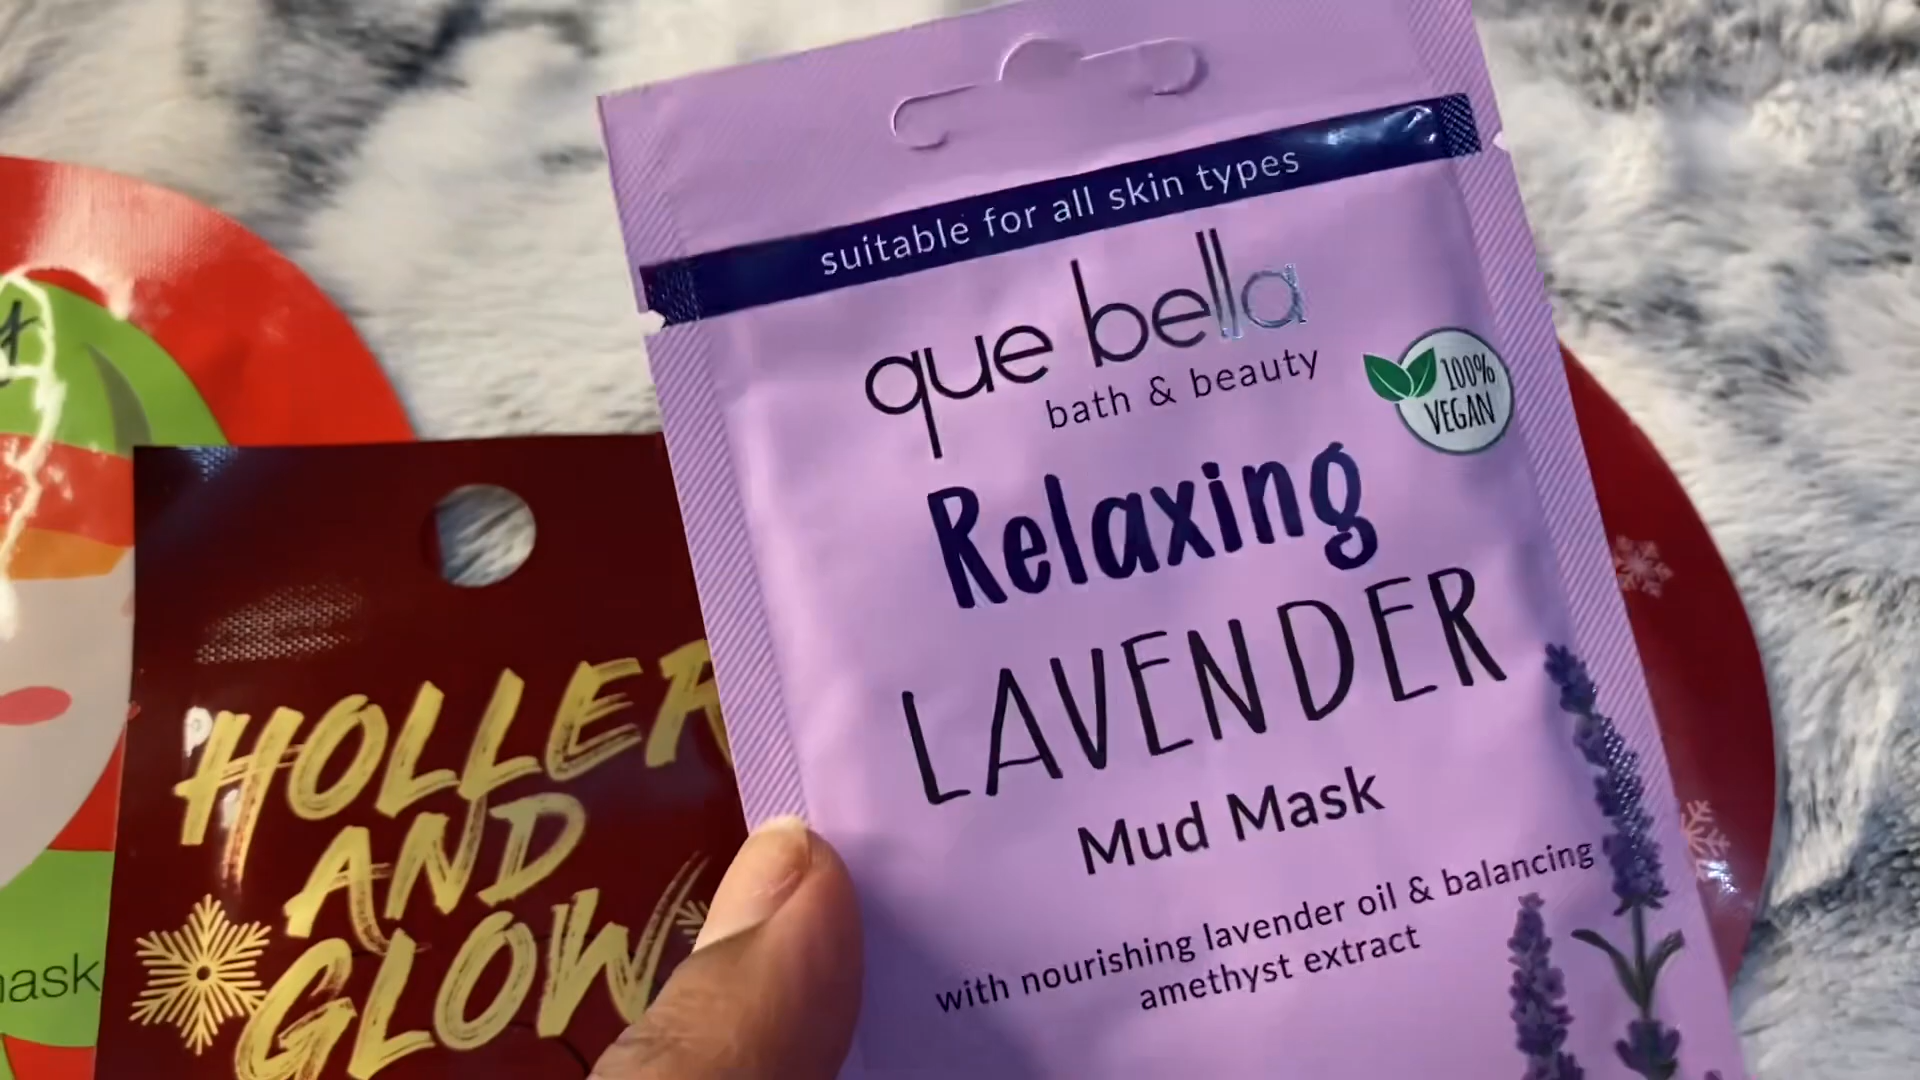 suitable for all skin types
que bella
bath & beauty
100%
VEGAN
Relaxing
LAVENDER
Mud Mask
with nourishing lavender oil & balancing
amethyst extract
HOLLER
AND
GLOW
mask